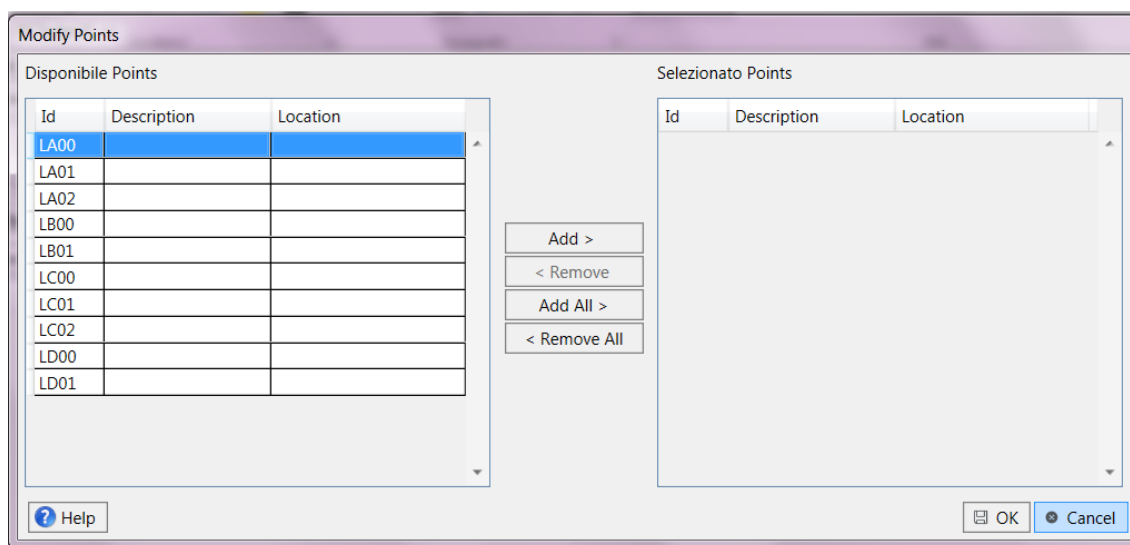 Modify Points
Disponibile Points
Selezionato Points
Id Description Location
Id Description Location
LA00
LA01
LA02
LB00
LB01
LC00
LC01
LC02
LD00
LD01
Add >
< Remove
Add All >
< Remove All
? Help
OK
Cancel